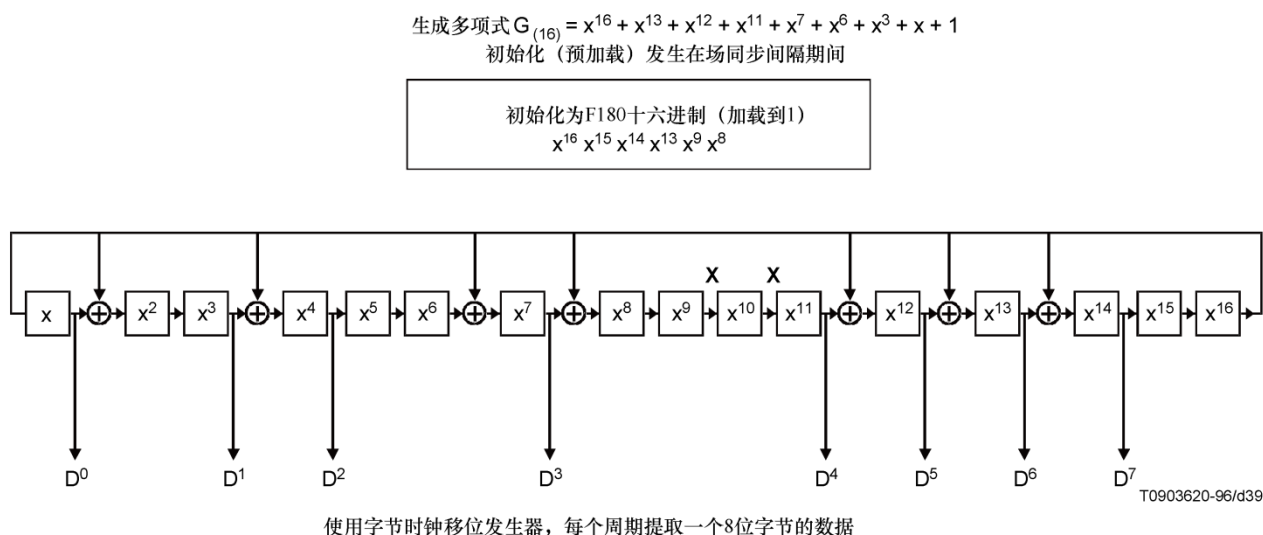 生成多项式 G₍₁₆₎ = x¹⁶ + x¹³ + x¹² + x¹¹ + x⁷ + x⁶ + x³ + x + 1
初始化（预加载）发生在场同步间隔期间
初始化为F180十六进制（加载到1）
x¹⁶ x¹⁵ x¹⁴ x¹³ x⁹ x⁸
X X
x x² x³ x⁴ x⁵ x⁶ x⁷ x⁸ x⁹ x¹⁰ x¹¹ x¹² x¹³ x¹⁴ x¹⁵ x¹⁶
D⁰ D¹ D² D³ D⁴ D⁵ D⁶ D⁷
T0903620-96/d39
使用字节时钟移位发生器，每个周期提取一个8位字节的数据